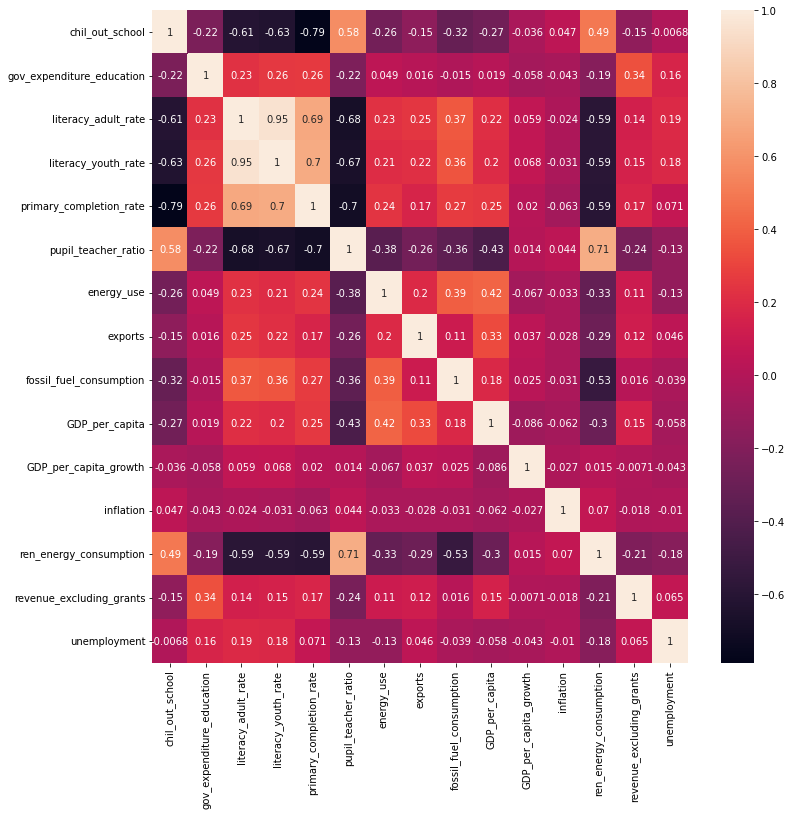 chil_out_school 1 -0.22 -0.61 -0.63 -0.79 0.58 -0.26 -0.15 -0.32 -0.27 -0.036 0.047 0.49 -0.15 -0.0068
gov_expenditure_education -0.22 1 0.23 0.26 0.26 -0.22 0.049 0.016 -0.015 0.019 -0.058 -0.043 -0.19 0.34 0.16
literacy_adult_rate -0.61 0.23 1 0.95 0.69 -0.68 0.23 0.25 0.37 0.22 0.059 -0.024 -0.59 0.14 0.19
literacy_youth_rate -0.63 0.26 0.95 1 0.7 -0.67 0.21 0.22 0.36 0.2 0.068 -0.031 -0.59 0.15 0.18
primary_completion_rate -0.79 0.26 0.69 0.7 1 -0.7 0.24 0.17 0.27 0.25 0.02 -0.063 -0.59 0.17 0.071
pupil_teacher_ratio 0.58 -0.22 -0.68 -0.67 -0.7 1 -0.38 -0.26 -0.36 -0.43 0.014 0.044 0.71 -0.24 -0.13
energy_use -0.26 0.049 0.23 0.21 0.24 -0.38 1 0.2 0.39 0.42 -0.067 -0.033 -0.33 0.11 -0.13
exports -0.15 0.016 0.25 0.22 0.17 -0.26 0.2 1 0.11 0.33 0.037 -0.028 -0.29 0.12 0.046
fossil_fuel_consumption -0.32 -0.015 0.37 0.36 0.27 -0.36 0.39 0.11 1 0.18 0.025 -0.031 -0.53 0.016 -0.039
GDP_per_capita -0.27 0.019 0.22 0.2 0.25 -0.43 0.42 0.33 0.18 1 -0.086 -0.062 -0.3 0.15 -0.058
GDP_per_capita_growth -0.036 -0.058 0.059 0.068 0.02 0.014 -0.067 0.037 0.025 -0.086 1 -0.027 0.015 -0.0071 -0.043
inflation 0.047 -0.043 -0.024 -0.031 -0.063 0.044 -0.033 -0.028 -0.031 -0.062 -0.027 1 0.07 -0.018 -0.01
ren_energy_consumption 0.49 -0.19 -0.59 -0.59 -0.59 0.71 -0.33 -0.29 -0.53 -0.3 0.015 0.07 1 -0.21 -0.18
revenue_excluding_grants -0.15 0.34 0.14 0.15 0.17 -0.24 0.11 0.12 0.016 0.15 -0.0071 -0.018 -0.21 1 0.065
unemployment -0.0068 0.16 0.19 0.18 0.071 -0.13 -0.13 0.046 -0.039 -0.058 -0.043 -0.01 -0.18 0.065 1
chil_out_school
gov_expenditure_education
literacy_adult_rate
literacy_youth_rate
primary_completion_rate
pupil_teacher_ratio
energy_use
exports
fossil_fuel_consumption
GDP_per_capita
GDP_per_capita_growth
inflation
ren_energy_consumption
revenue_excluding_grants
unemployment
1.0
0.8
0.6
0.4
0.2
0.0
−0.2
−0.4
−0.6